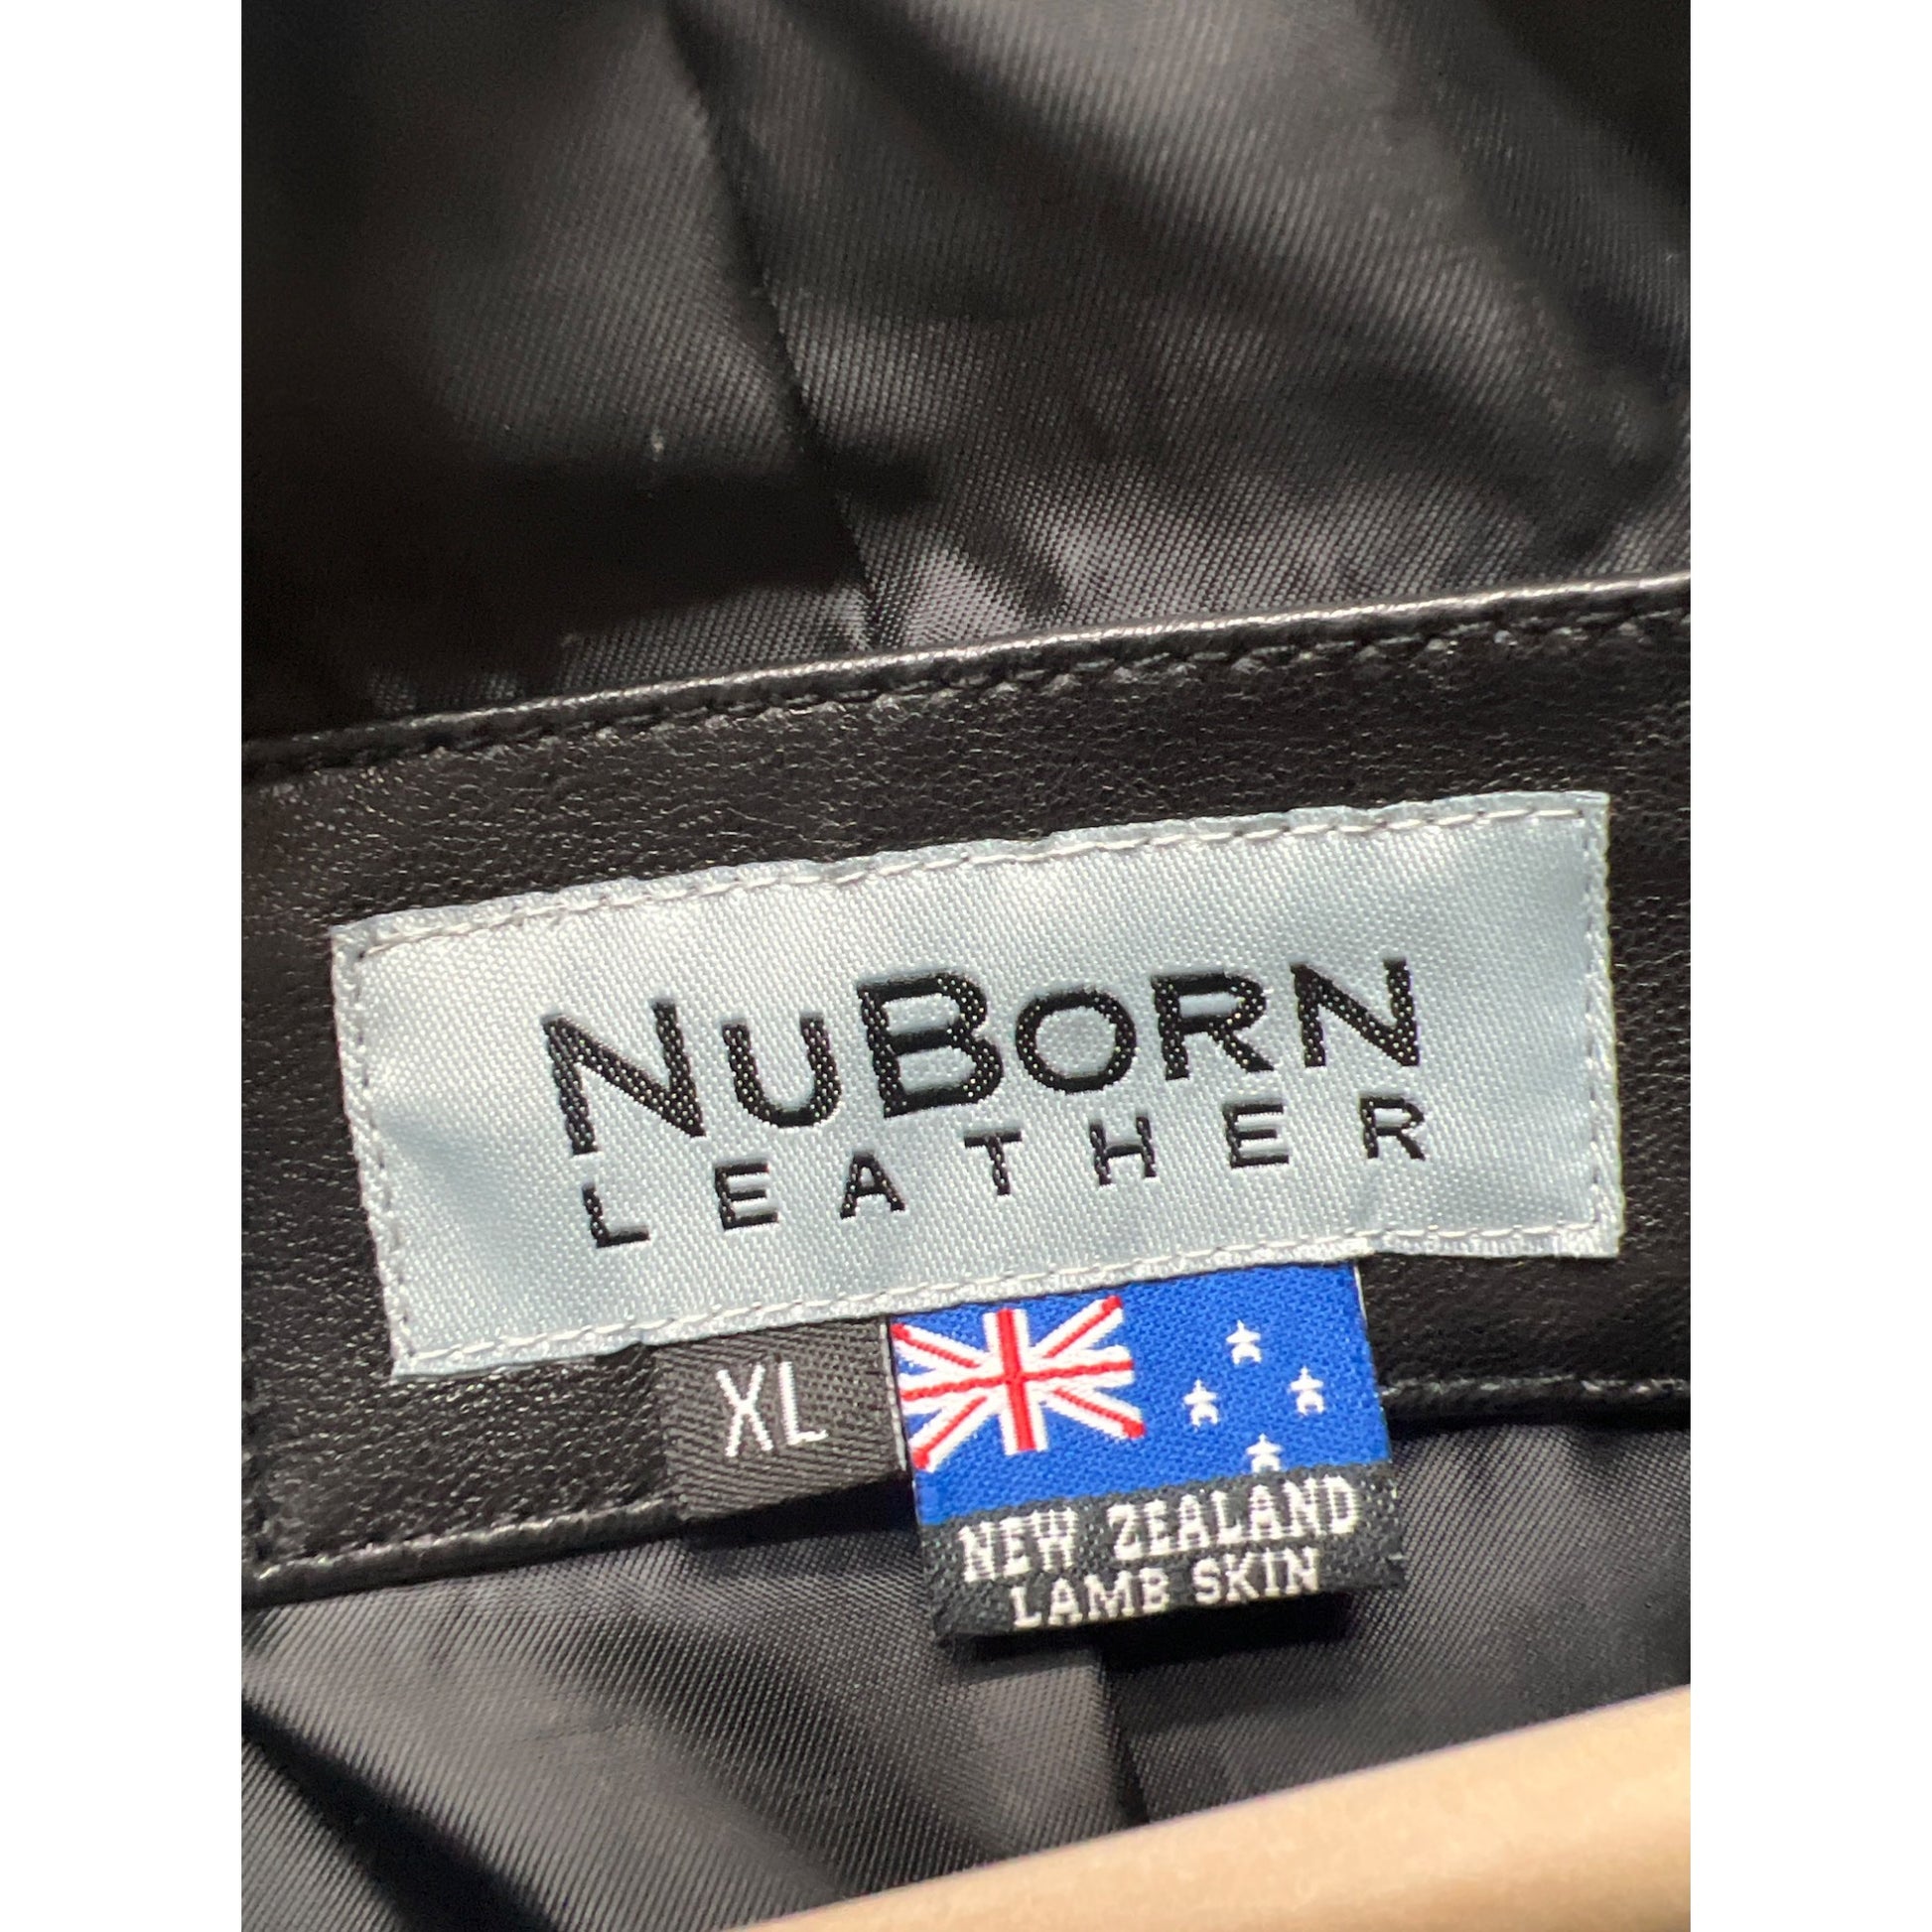 NUBORN
LEATHER
XL
NEW ZEALAND
LAMB SKIN